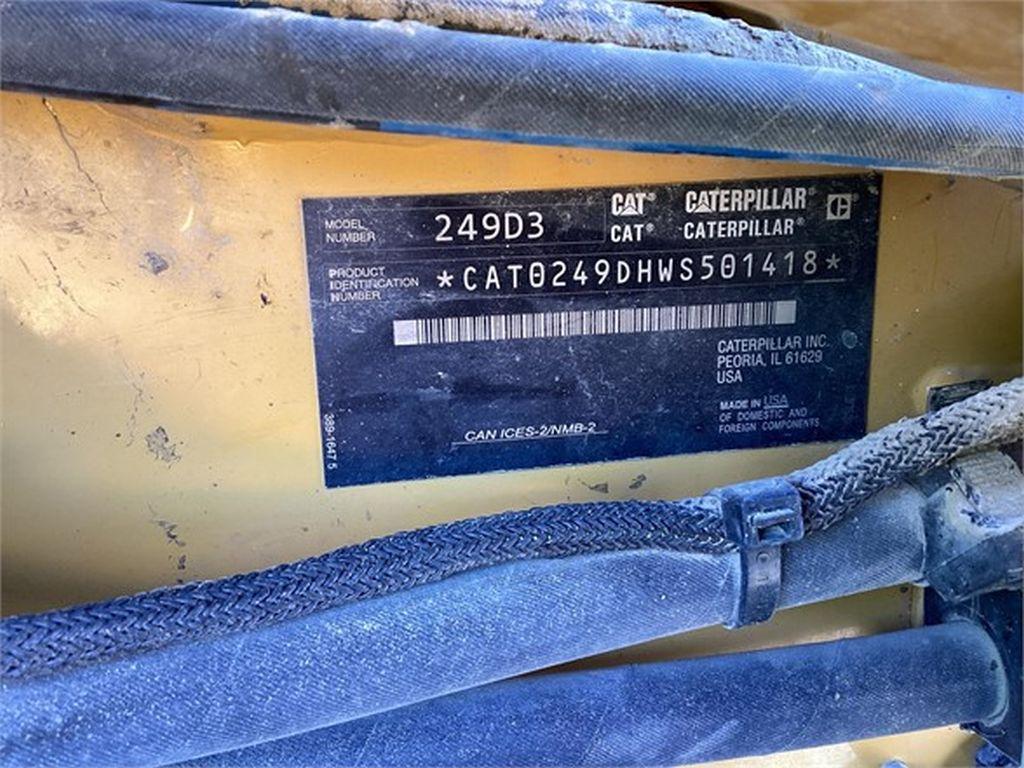 MODEL NUMBER 249D3
CAT® CATERPILLAR® C
CAT® CATERPILLAR®
PRODUCT IDENTIFICATION NUMBER
*CAT0249DHWS501418*
CATERPILLAR INC.
PEORIA, IL 61629
USA
MADE IN USA
OF DOMESTIC AND
FOREIGN COMPONENTS
CAN ICES-2/NMB-2
389-1647 5